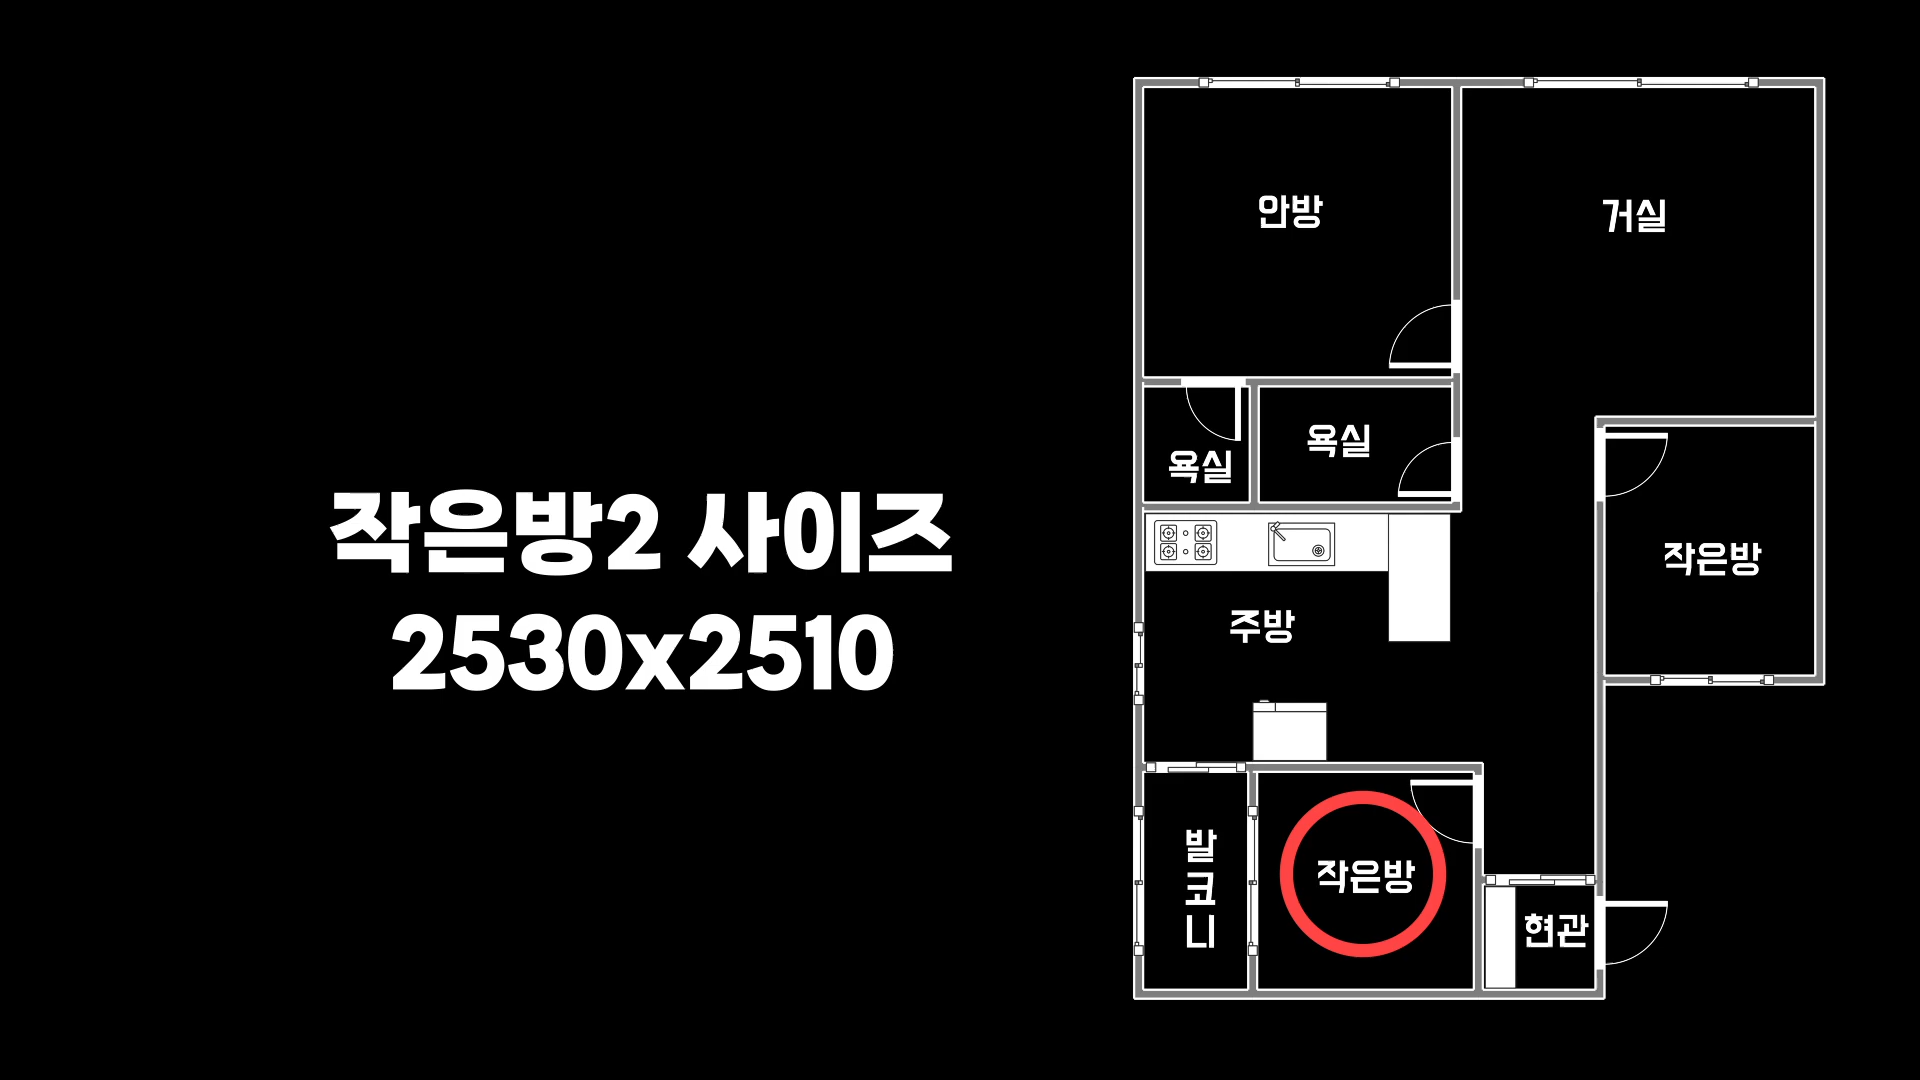 작은방2 사이즈
2530x2510
안방
거실
욕실
욕실
작은방
주방
발코니
작은방
현관